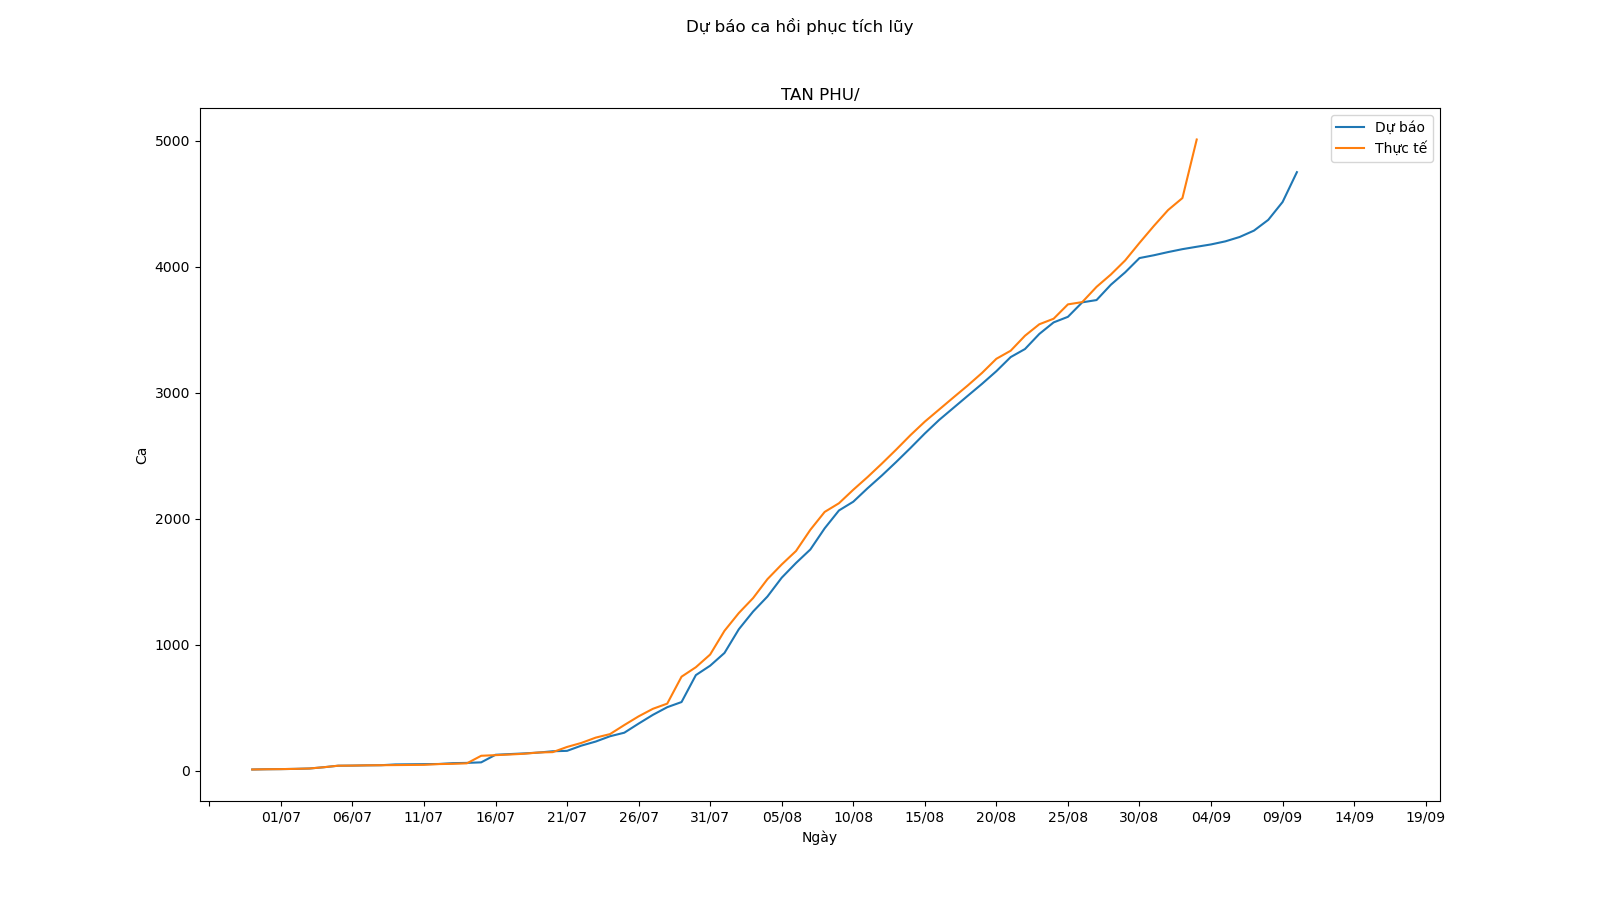 Dự báo ca hồi phục tích lũy
TAN PHU/
Dự báo
Thực tế
5000
4000
3000
2000
1000
0
Ca
01/07 06/07 11/07 16/07 21/07 26/07 31/07 05/08 10/08 15/08 20/08 25/08 30/08 04/09 09/09 14/09 19/09
Ngày